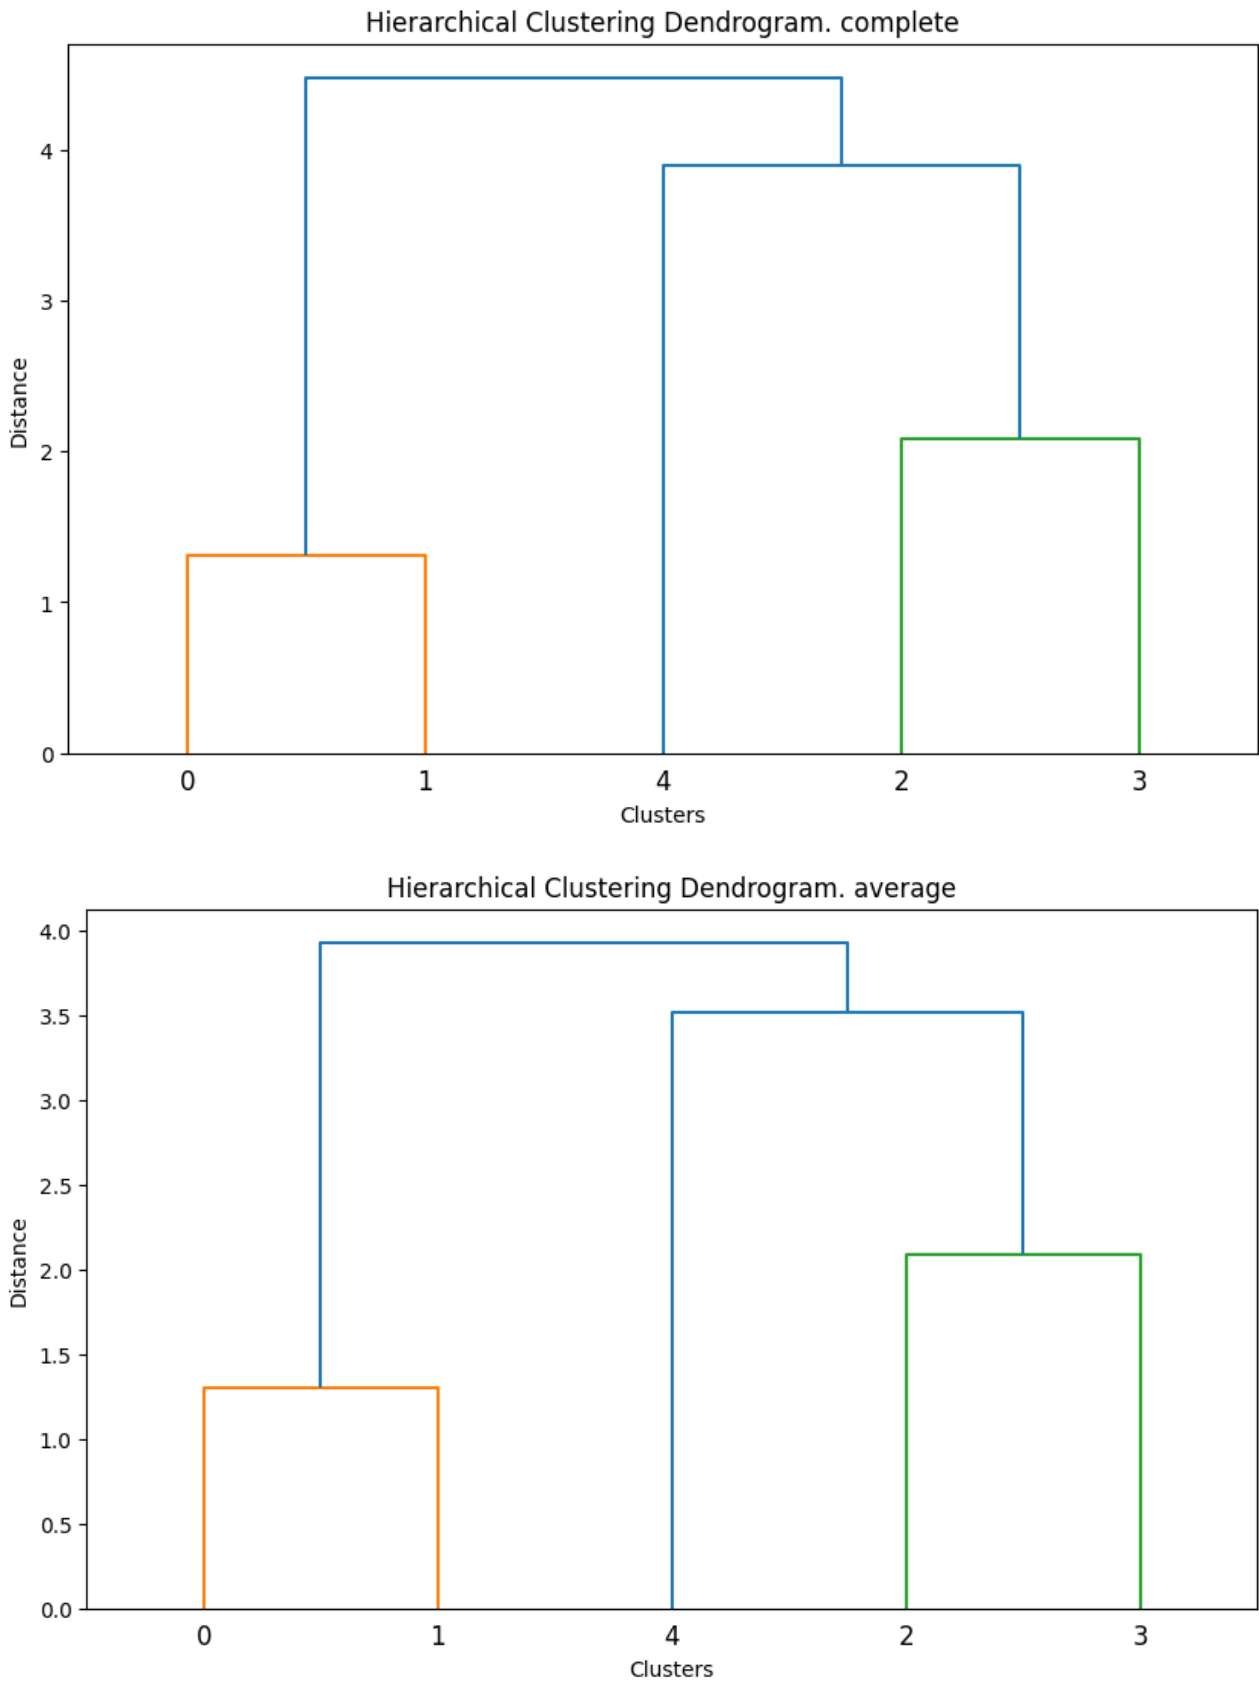 Hierarchical Clustering Dendrogram. complete
4
3
2
1
0
Distance
0 1 4 2 3
Clusters
Hierarchical Clustering Dendrogram. average
4.0
3.5
3.0
2.5
2.0
1.5
1.0
0.5
0.0
Distance
0 1 4 2 3
Clusters